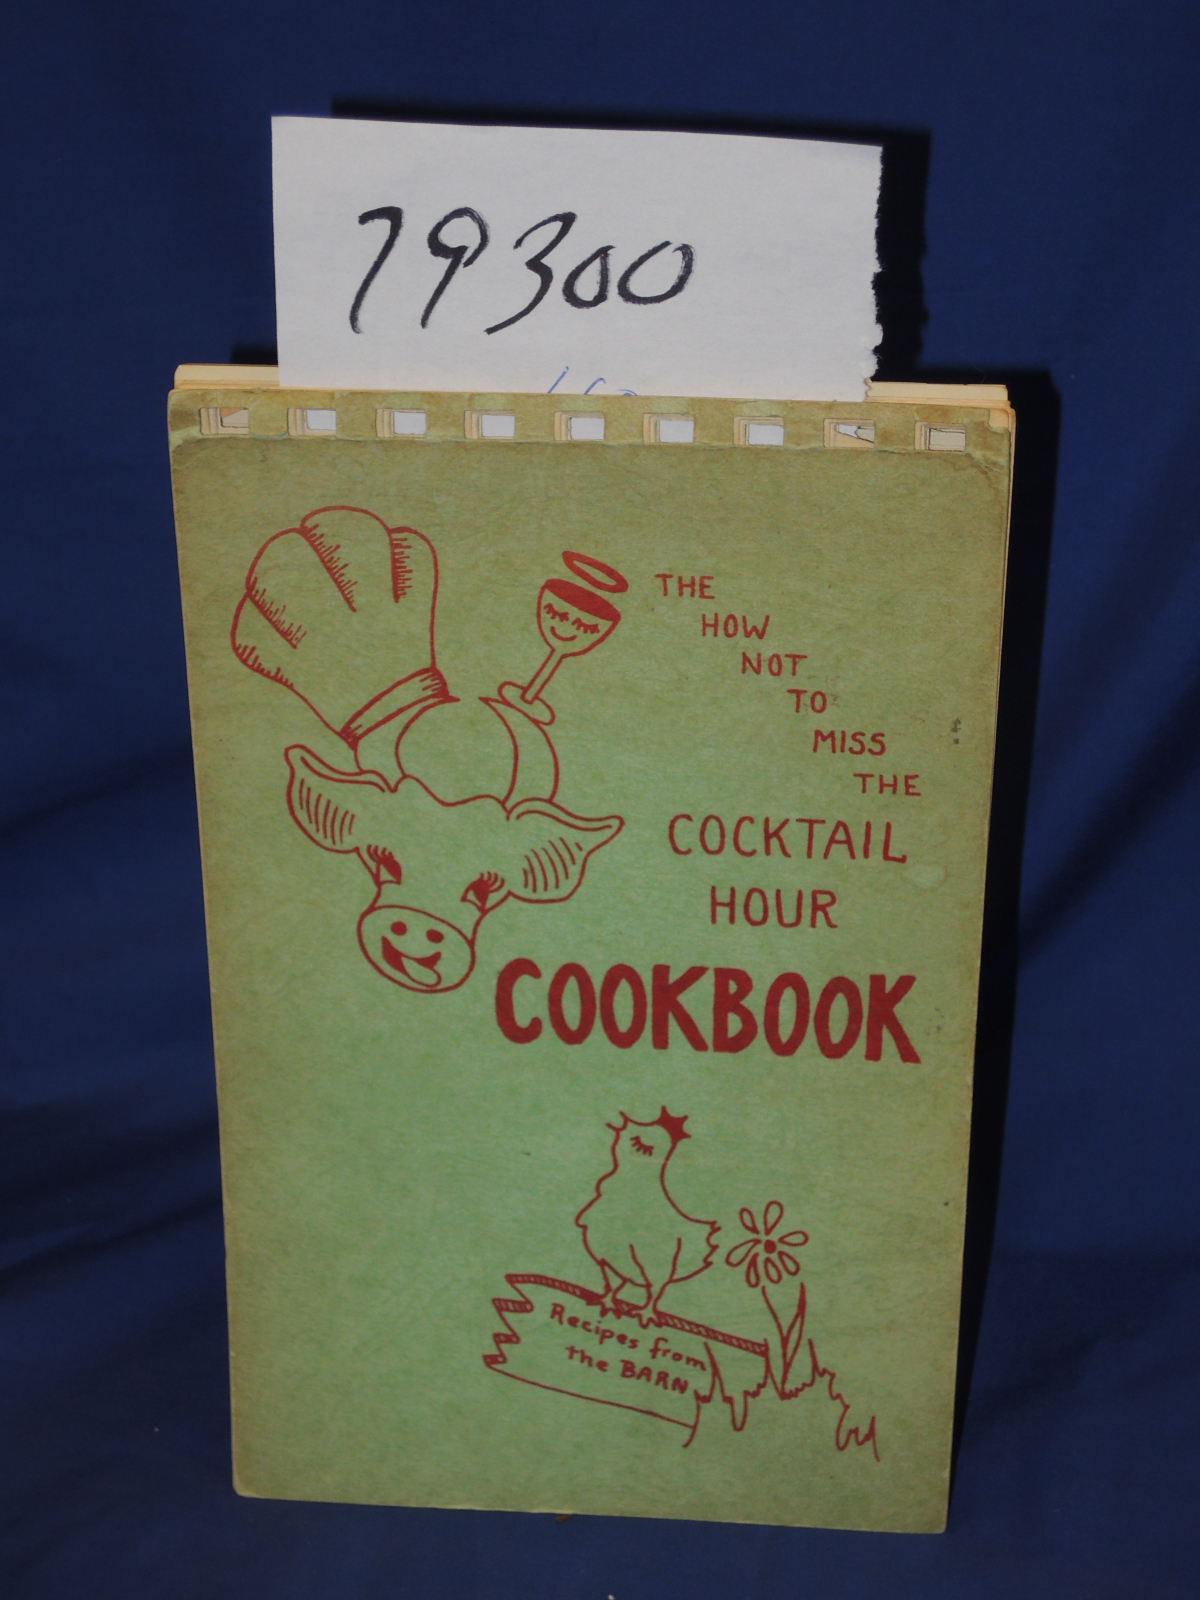 79300
THE
HOW
NOT
TO
MISS
THE
COCKTAIL
HOUR
COOKBOOK
Recipes from
the BARN